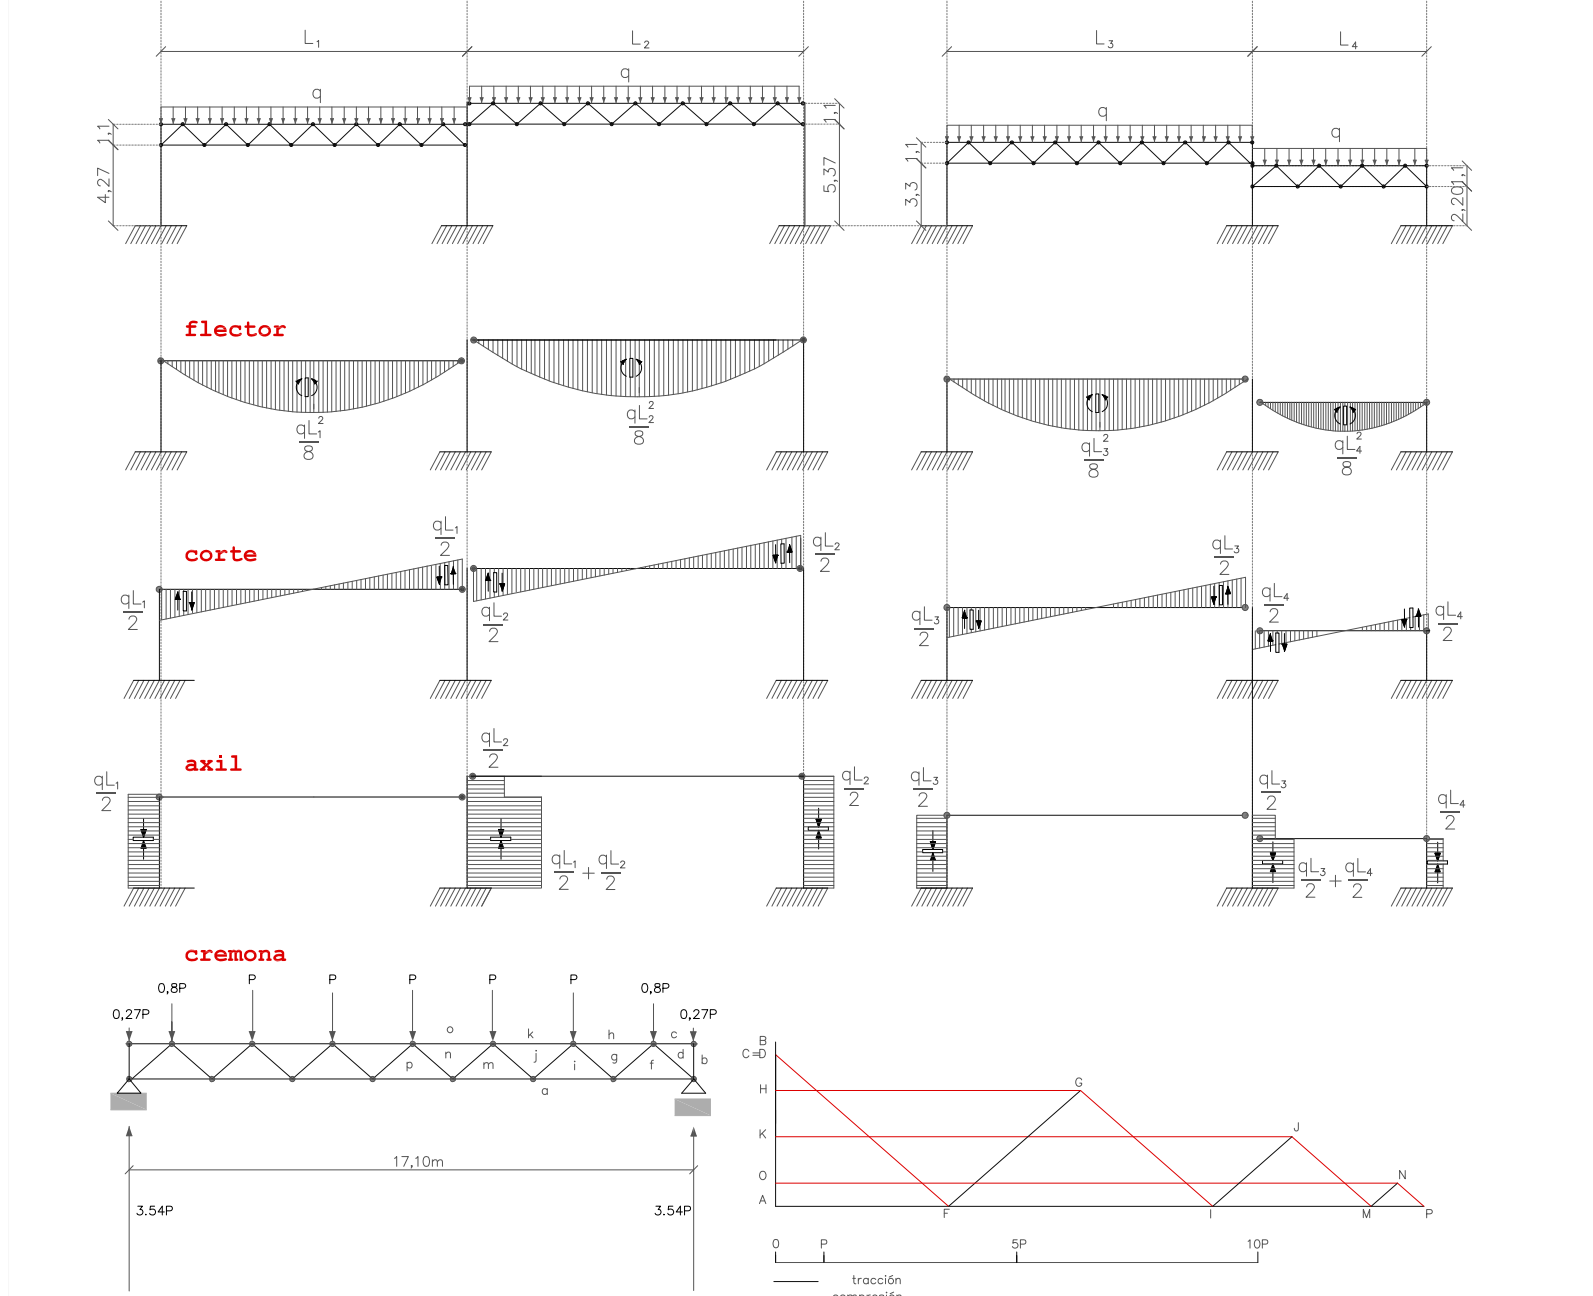 L1 L2 L3 L4
q q q q
1,1 4,27 1,1 5,37 1,1 3,3 1,1 2,20
flector
qL1²/8 qL2²/8 qL3²/8 qL4²/8
corte
qL1/2 qL1/2 qL2/2 qL2/2 qL3/2 qL3/2 qL4/2 qL4/2
axil
qL1/2 qL2/2 qL2/2 qL3/2 qL3/2 qL4/2
qL1/2 + qL2/2 qL3/2 + qL4/2
cremona
0,27P 0,8P P P P P P 0,8P 0,27P
o k h c
p n m j i g f d b
a
17,10m
3.54P 3.54P
B
C=D
H G
K J
O N
A
F I M P
0 P 5P 10P
tracción
compresión